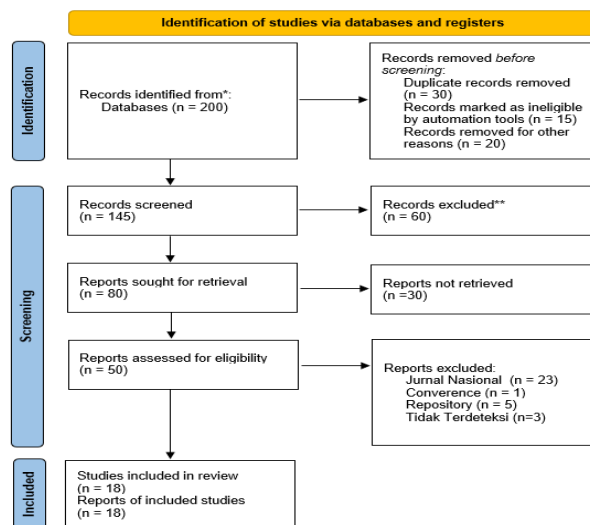 Identification of studies via databases and registers
Identification
Records identified from*:
Databases (n = 200)
Records removed before
screening:
Duplicate records removed
(n = 30)
Records marked as ineligible
by automation tools (n = 15)
Records removed for other
reasons (n = 20)
Screening
Records screened
(n = 145)
Records excluded**
(n = 60)
Reports sought for retrieval
(n = 80)
Reports not retrieved
(n =30)
Reports assessed for eligibility
(n = 50)
Reports excluded:
Jurnal Nasional (n = 23)
Converence (n = 1)
Repository (n = 5)
Tidak Terdeteksi (n=3)
Included
Studies included in review
(n = 18)
Reports of included studies
(n = 18)